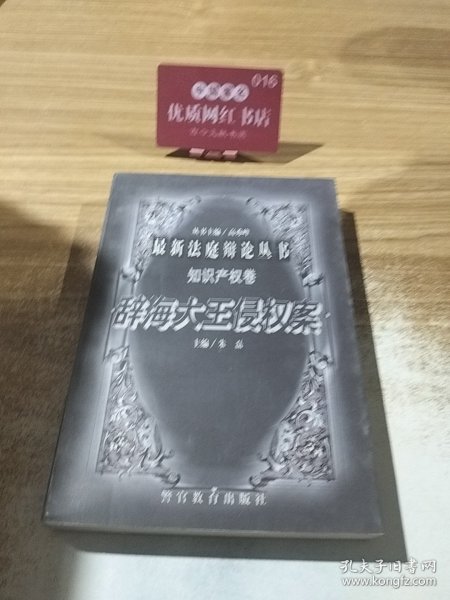 016
优质网红书店
最新法庭辩论丛书
知识产权卷
辞海大王侵权案
主编／朱 嘉
警官教育出版社
孔夫子旧书网
www.kongfz.com